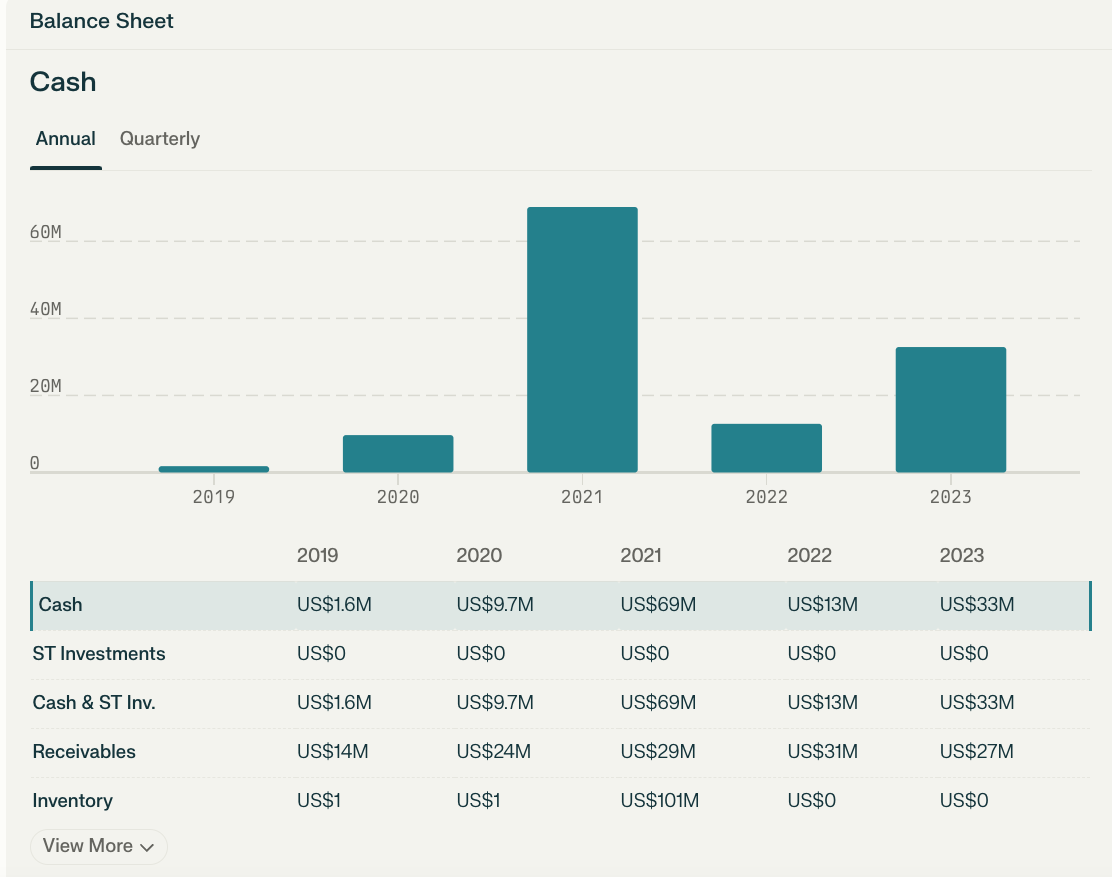 Balance Sheet
Cash
Annual Quarterly
60M
40M
20M
0
2019 2020 2021 2022 2023
2019 2020 2021 2022 2023
Cash US$1.6M US$9.7M US$69M US$13M US$33M
ST Investments US$0 US$0 US$0 US$0 US$0
Cash & ST Inv. US$1.6M US$9.7M US$69M US$13M US$33M
Receivables US$14M US$24M US$29M US$31M US$27M
Inventory US$1 US$1 US$101M US$0 US$0
View More